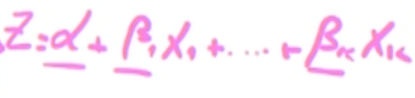 Z = α + β₁X₁ + .... + βₖXₖ